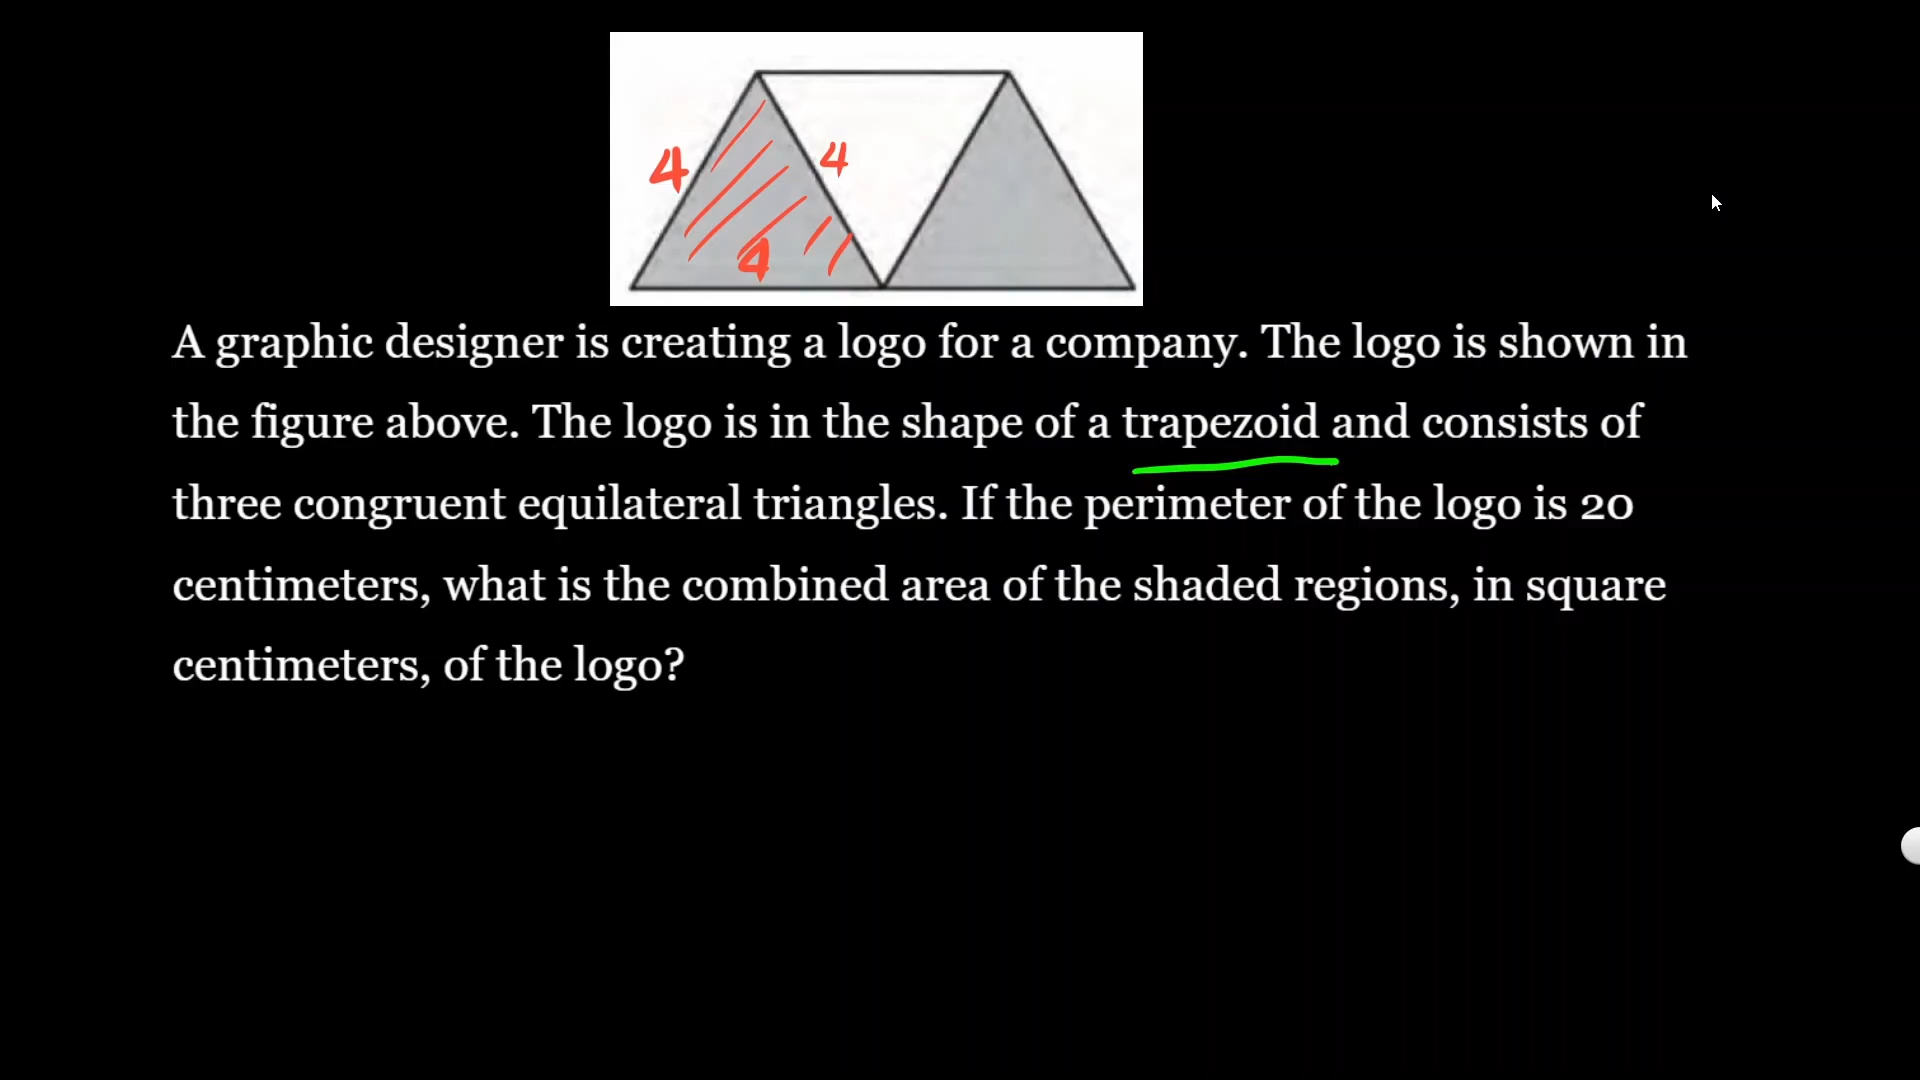 4
4
4
A graphic designer is creating a logo for a company. The logo is shown in
the figure above. The logo is in the shape of a trapezoid and consists of
three congruent equilateral triangles. If the perimeter of the logo is 20
centimeters, what is the combined area of the shaded regions, in square
centimeters, of the logo?